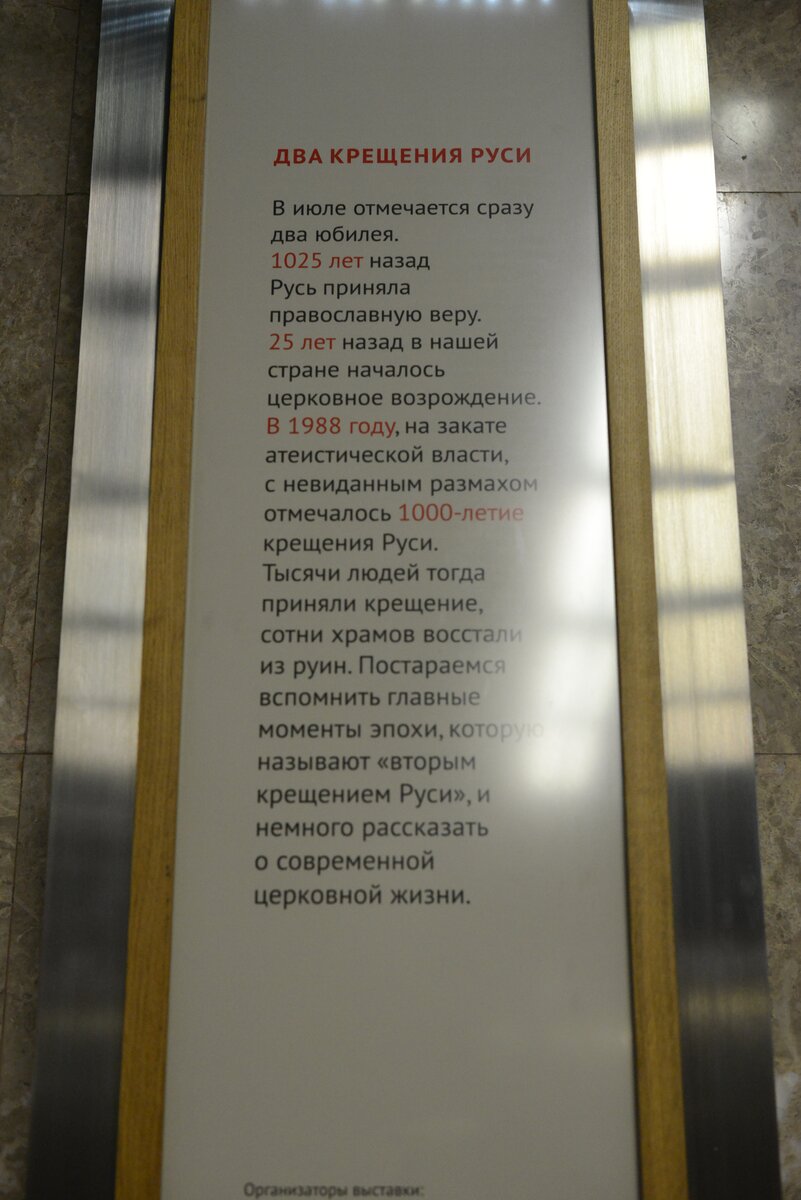 ДВА КРЕЩЕНИЯ РУСИ
В июле отмечается сразу
два юбилея.
1025 лет назад
Русь приняла
православную веру.
25 лет назад в нашей
стране началось
церковное возрождение.
В 1988 году, на закате
атеистической власти,
с невиданным размахом
отмечалось 1000-летие
крещения Руси.
Тысячи людей тогда
приняли крещение,
сотни храмов восстали
из руин. Постараемся
вспомнить главные
моменты эпохи, которую
называют «вторым
крещением Руси», и
немного рассказать
о современной
церковной жизни.
Организаторы выставки: